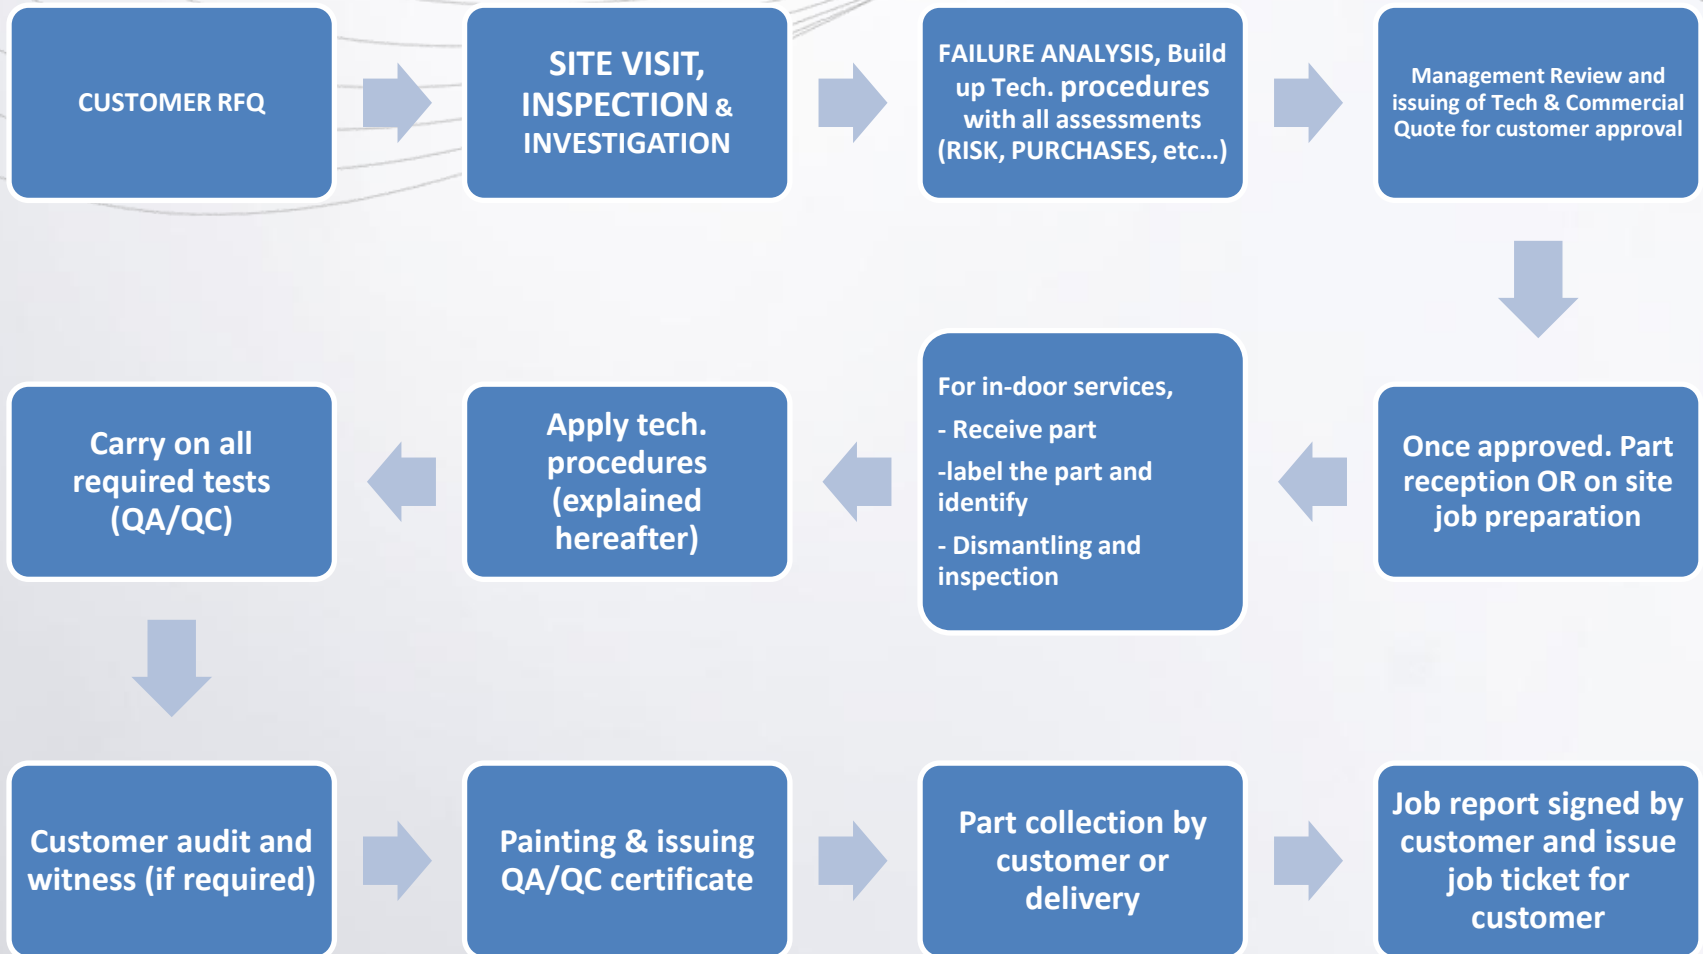 CUSTOMER RFQ
SITE VISIT,
INSPECTION &
INVESTIGATION
FAILURE ANALYSIS, Build
up Tech. procedures
with all assessments
(RISK, PURCHASES, etc...)
Management Review and
issuing of Tech & Commercial
Quote for customer approval
Once approved. Part
reception OR on site
job preparation
For in-door services,
- Receive part
-label the part and
identify
- Dismantling and
inspection
Apply tech.
procedures
(explained
hereafter)
Carry on all
required tests
(QA/QC)
Customer audit and
witness (if required)
Painting & issuing
QA/QC certificate
Part collection by
customer or
delivery
Job report signed by
customer and issue
job ticket for
customer